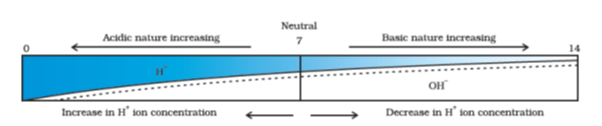 Neutral
Acidic nature increasing
Basic nature increasing
0
7
14
H⁺
OH⁻
Increase in H⁺ ion concentration
Decrease in H⁺ ion concentration